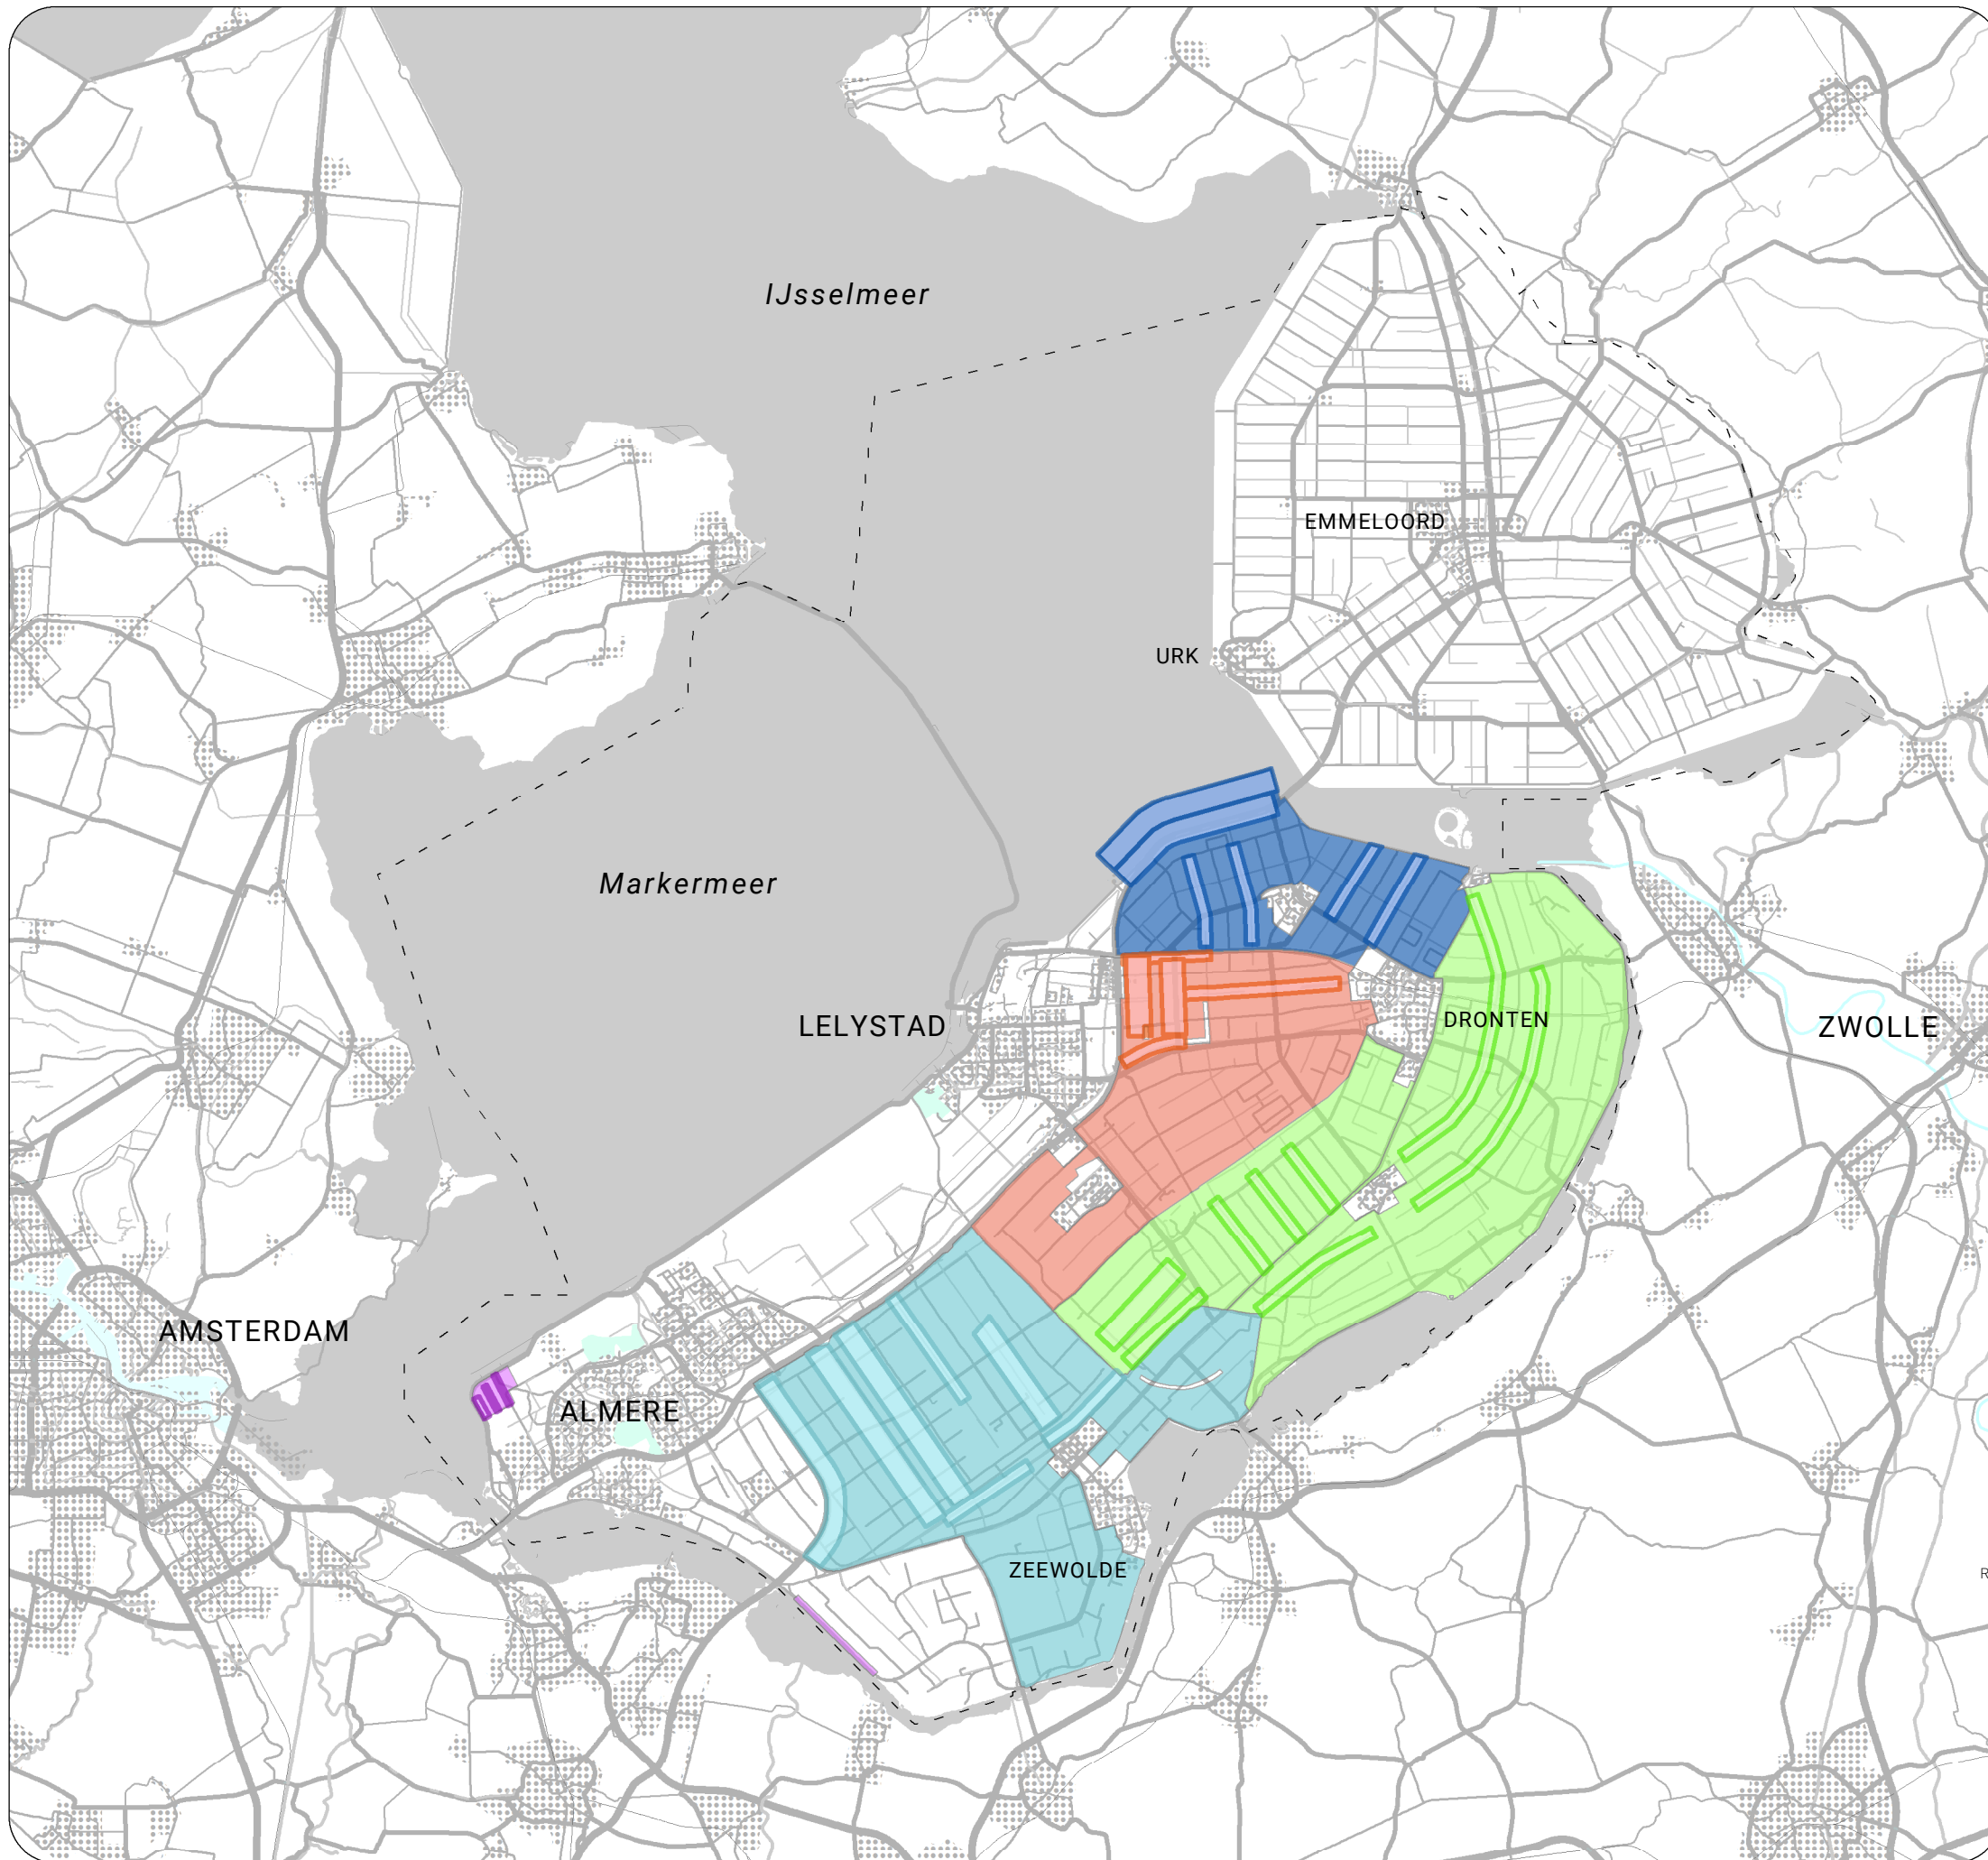 IJsselmeer
EMMELOORD
URK
Markermeer
LELYSTAD
DRONTEN
ZWOLLE
AMSTERDAM
ALMERE
ZEEWOLDE
R